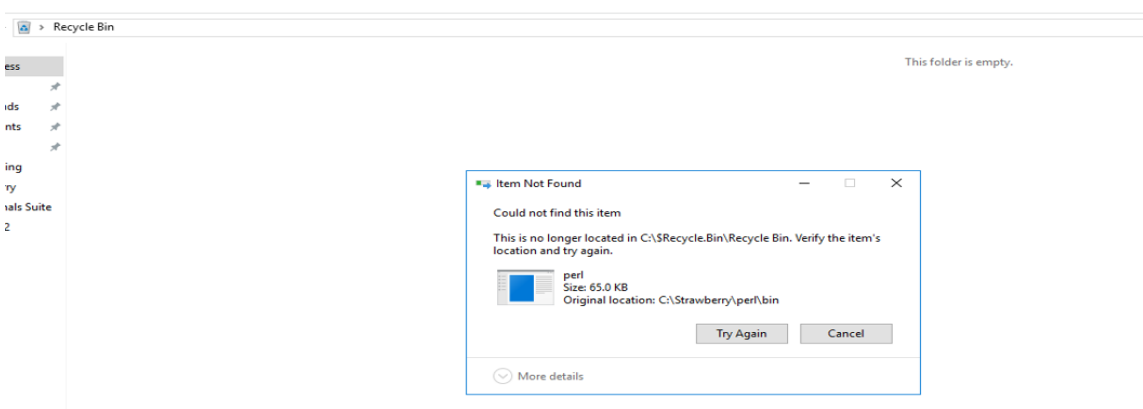 > Recycle Bin
This folder is empty.
ess
ids
nts
ing
ry
nals Suite
2
Item Not Found
Could not find this item
This is no longer located in C:\$Recycle.Bin\Recycle Bin. Verify the item's
location and try again.
perl
Size: 65.0 KB
Original location: C:\Strawberry\perl\bin
Try Again Cancel
More details